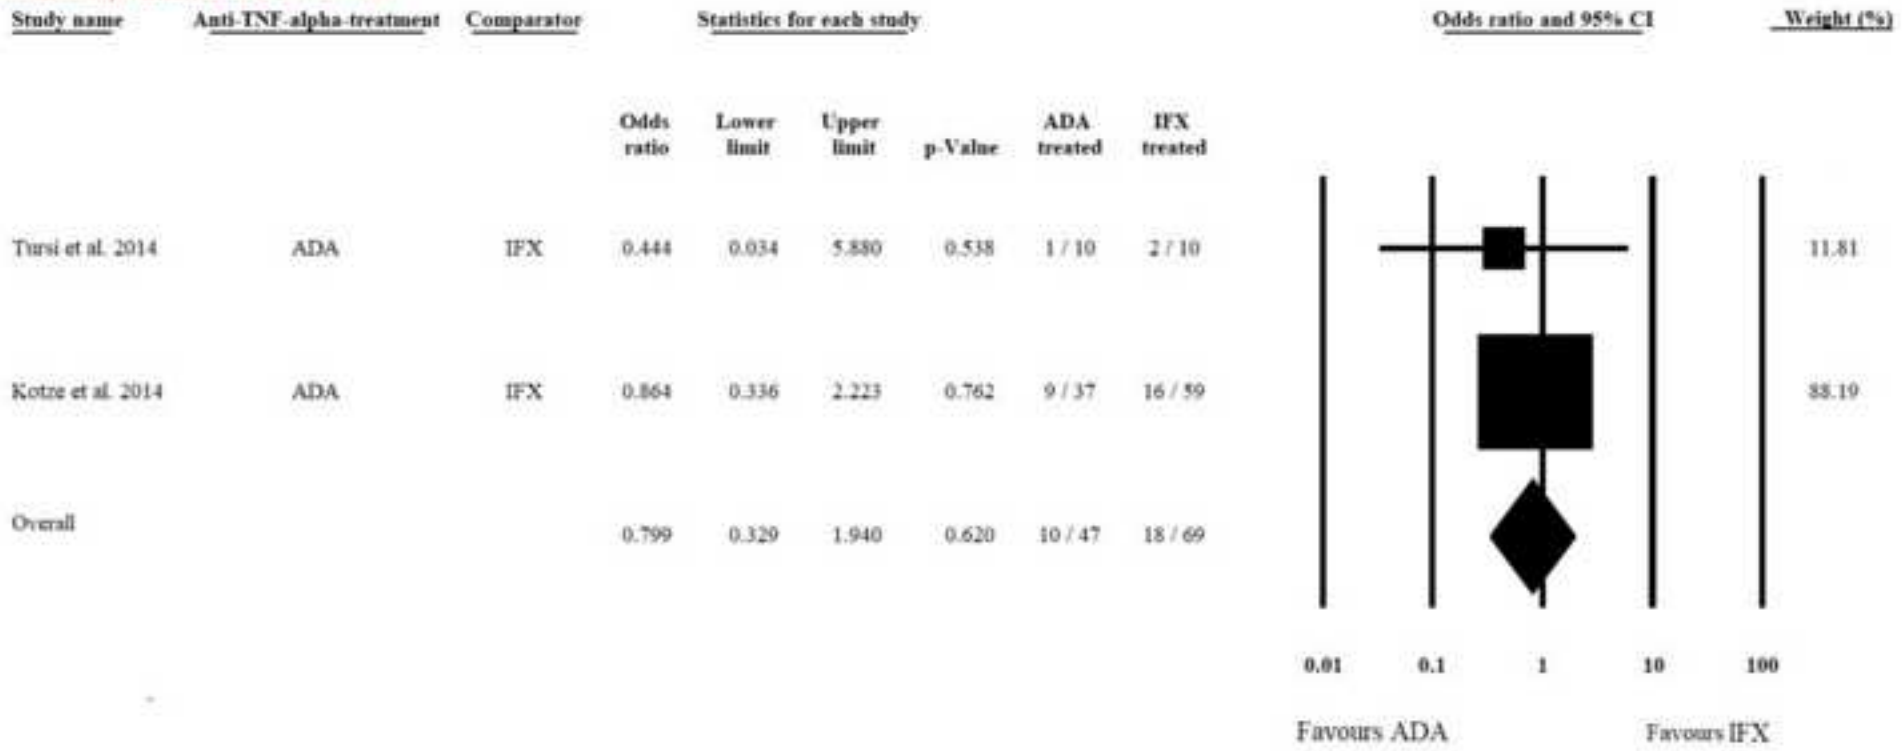 Study name Anti-TNF-alpha-treatment Comparator Statistics for each study Odds ratio and 95% CI Weight (%)
Odds ratio Lower limit Upper limit p-Value ADA treated IFX treated
Tursi et al. 2014 ADA IFX 0.444 0.034 5.880 0.538 1 / 10 2 / 10 11.81
Kotze et al. 2014 ADA IFX 0.864 0.336 2.223 0.762 9 / 37 16 / 59 88.19
Overall 0.799 0.329 1.940 0.620 10 / 47 18 / 69
0.01 0.1 1 10 100
Favours ADA Favours IFX